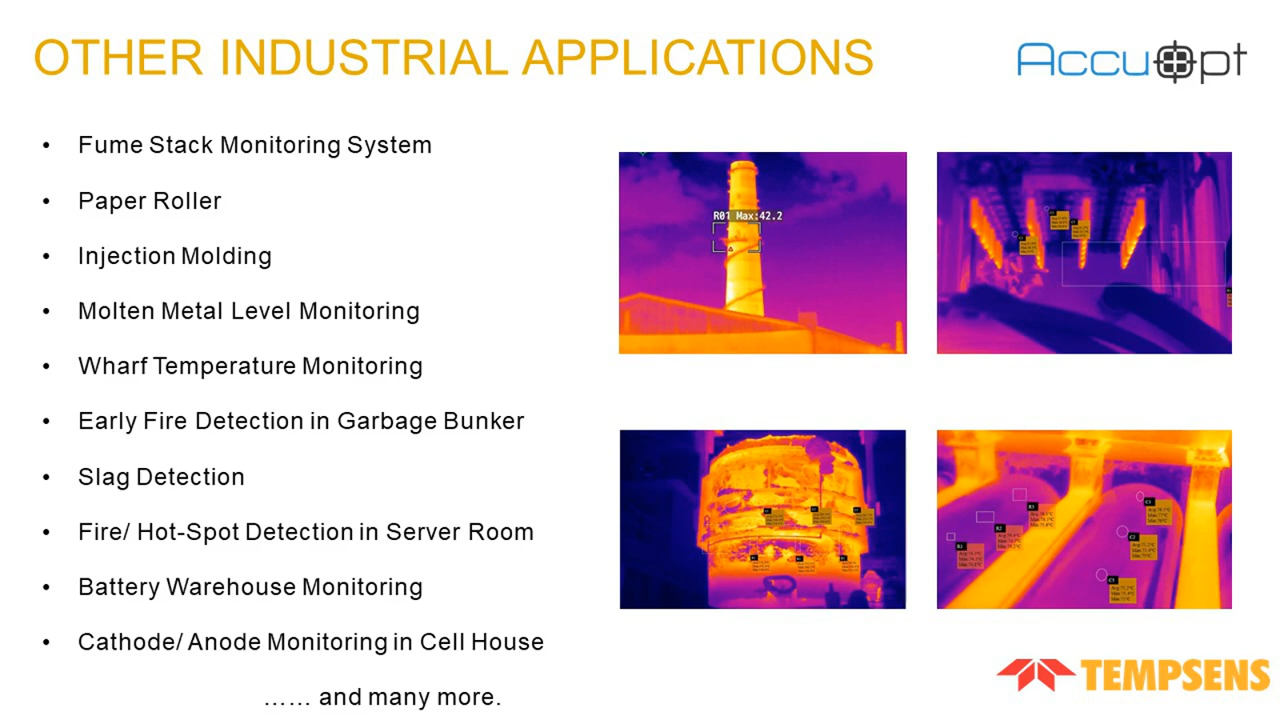 OTHER INDUSTRIAL APPLICATIONS
AccuOpt
• Fume Stack Monitoring System
• Paper Roller
• Injection Molding
• Molten Metal Level Monitoring
• Wharf Temperature Monitoring
• Early Fire Detection in Garbage Bunker
• Slag Detection
• Fire/ Hot-Spot Detection in Server Room
• Battery Warehouse Monitoring
• Cathode/ Anode Monitoring in Cell House
…… and many more.
R01 Max:42.2
TEMPSENS